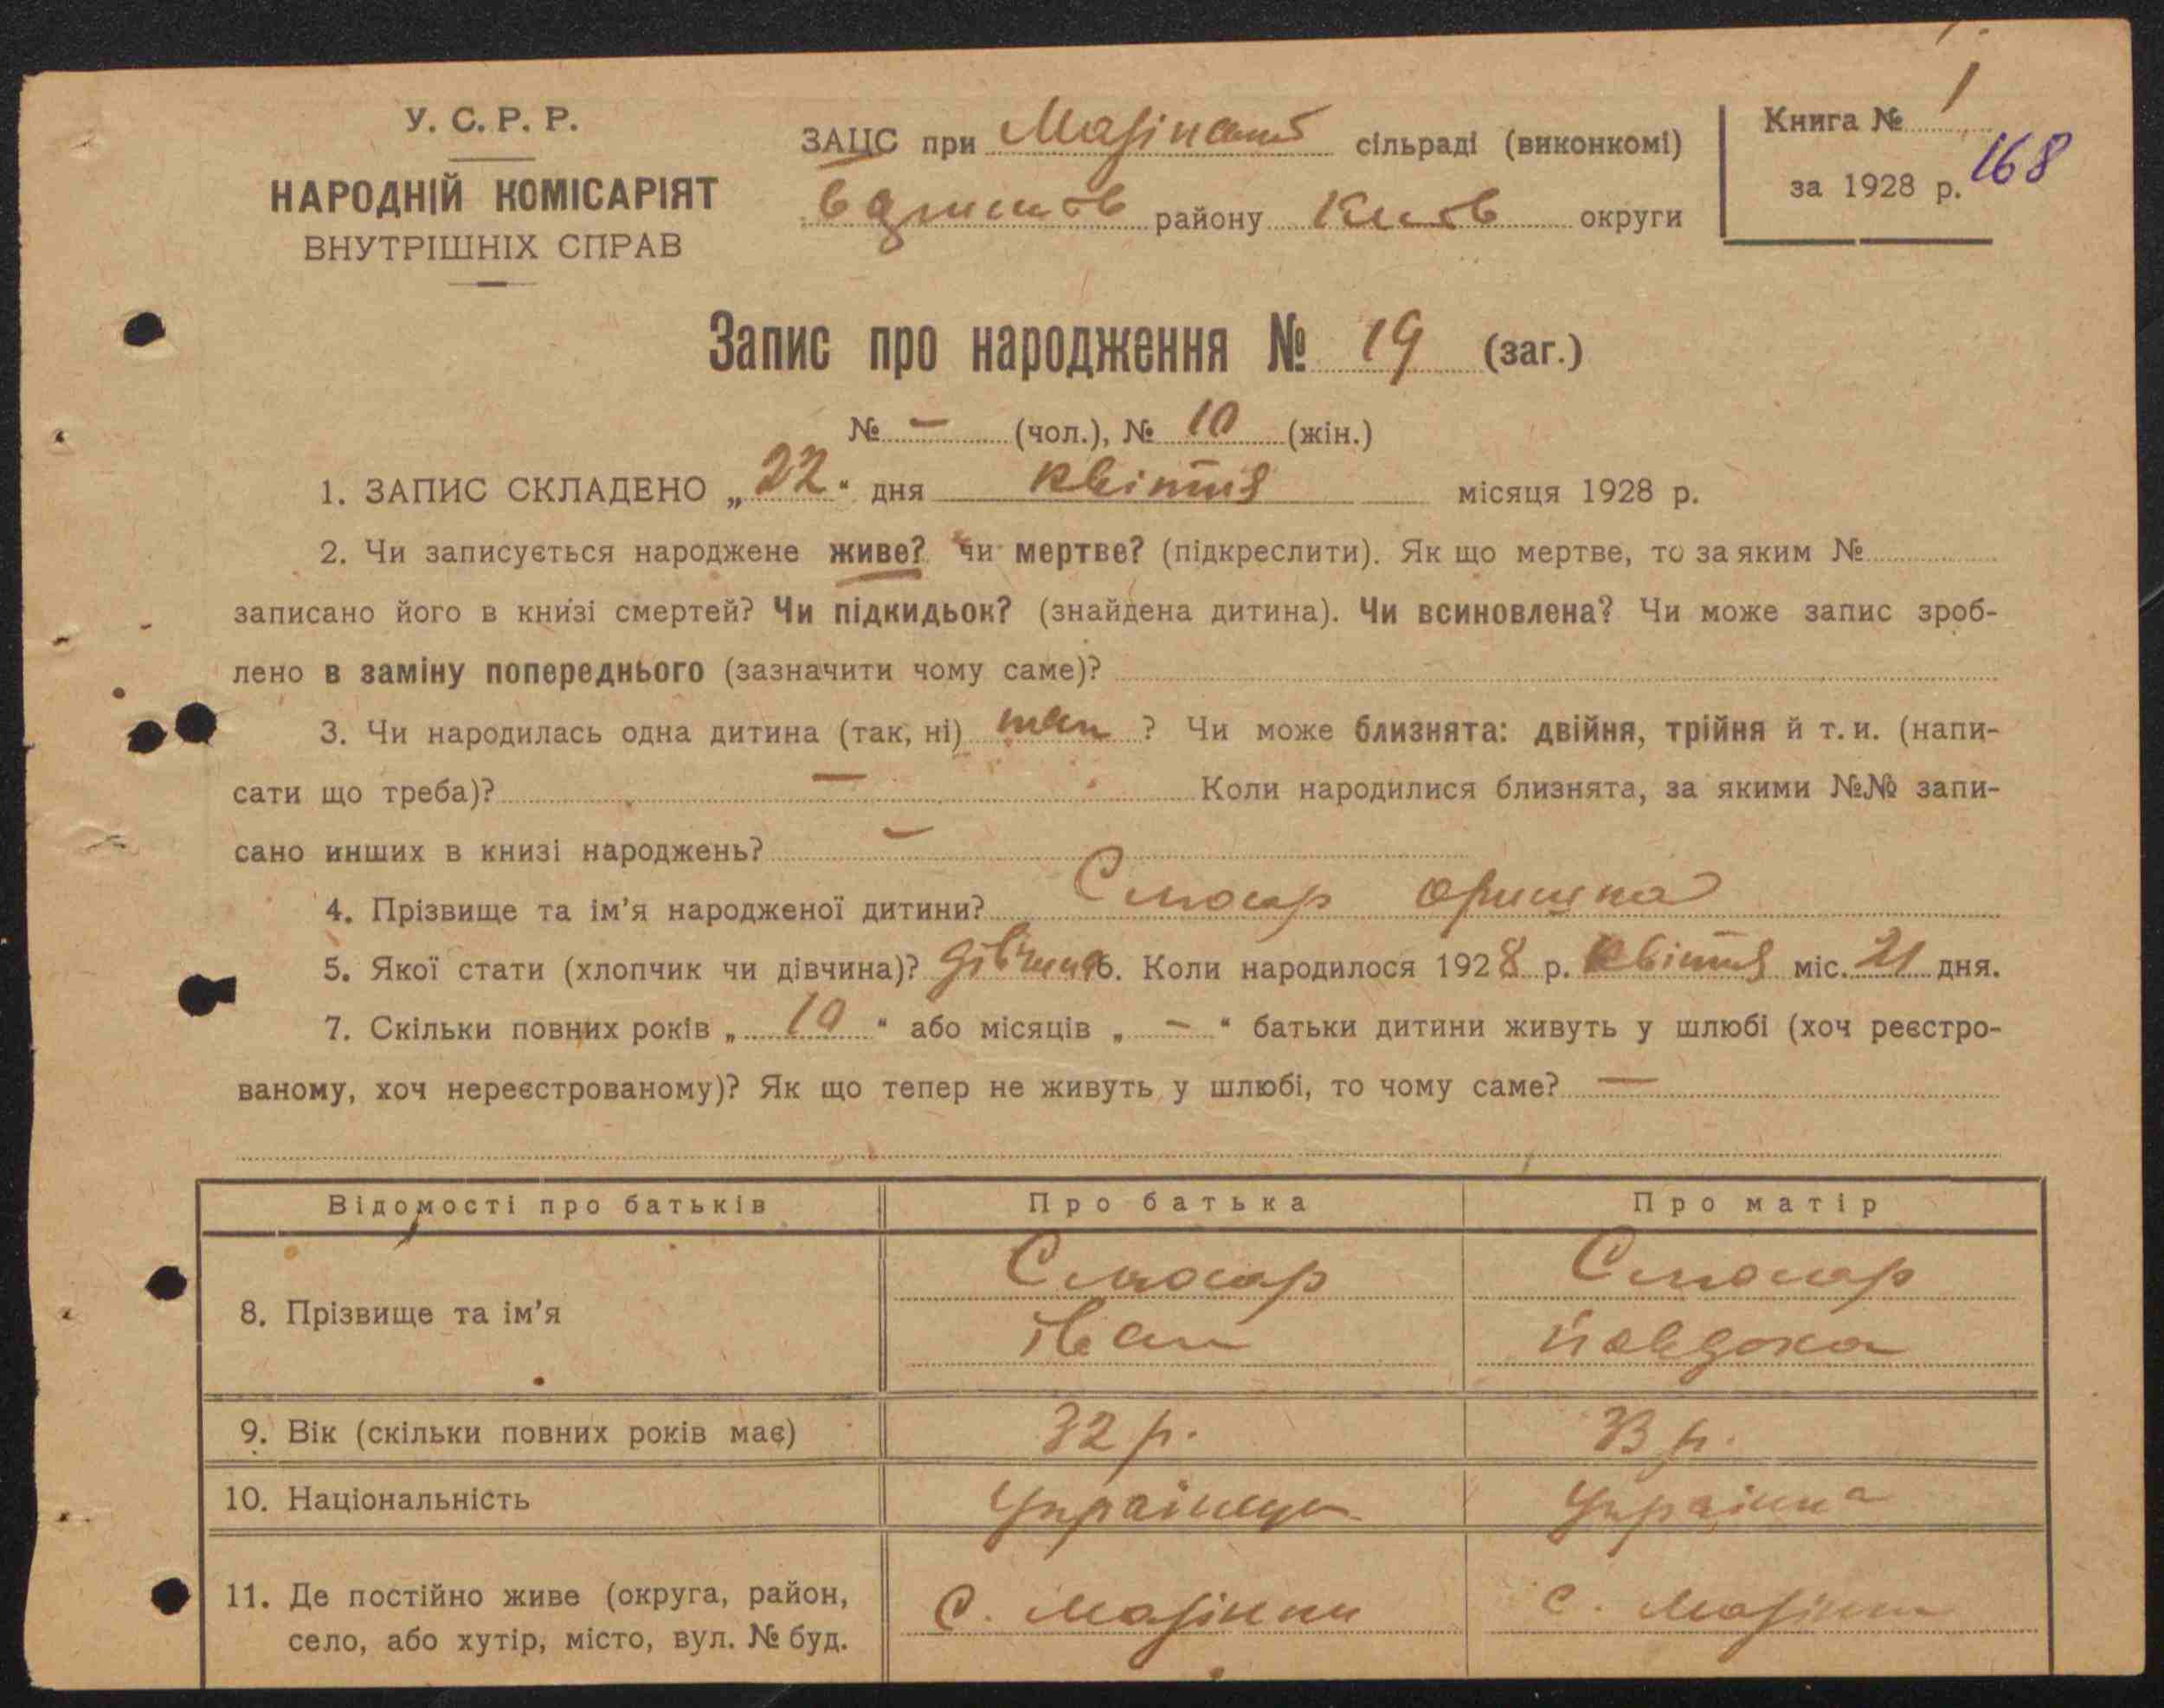 У. С. Р. Р.
НАРОДНІЙ КОМІСАРІЯТ
ВНУТРІШНІХ СПРАВ
ЗАЦС при сільраді (виконкомі)
району Київ округи
Книга № 1
за 1928 р. 168
Запис про народження № 19 (заг.)
№ — (чол.), № 10 (жін.)
1. ЗАПИС СКЛАДЕНО „22“ дня квітня місяця 1928 р.
2. Чи записується народжене живе? чи мертве? (підкреслити). Як що мертве, то за яким №
записано його в книзі смертей? Чи підкидьок? (знайдена дитина). Чи всиновлена? Чи може запис зроб-
лено в заміну попереднього (зазначити чому саме)?
3. Чи народилась одна дитина (так, ні) так ? Чи може близнята: двійня, трійня й т. и. (напи-
сати що треба)? — Коли народилися близнята, за якими №№ запи-
сано инших в книзі народжень? —
4. Прізвище та ім’я народженої дитини? Слюсар Оришка
5. Якої стати (хлопчик чи дівчина)? дівчина 6. Коли народилося 1928 р. квітня міс. 21 дня.
7. Скільки повних років „ 10 “ або місяців „ — “ батьки дитини живуть у шлюбі (хоч реєстро-
ваному, хоч нереєстрованому)? Як що тепер не живуть у шлюбі, то чому саме? —
Відомості про батьків Про батька Про матір
8. Прізвище та ім’я Слюсар Слюсар
Іван Явдоха
9. Вік (скільки повних років має) 32 р. 33 р.
10. Національність Українець Українка
11. Де постійно живе (округа, район, с. Мазінки с. Мазінки
село, або хутір, місто, вул. № буд.